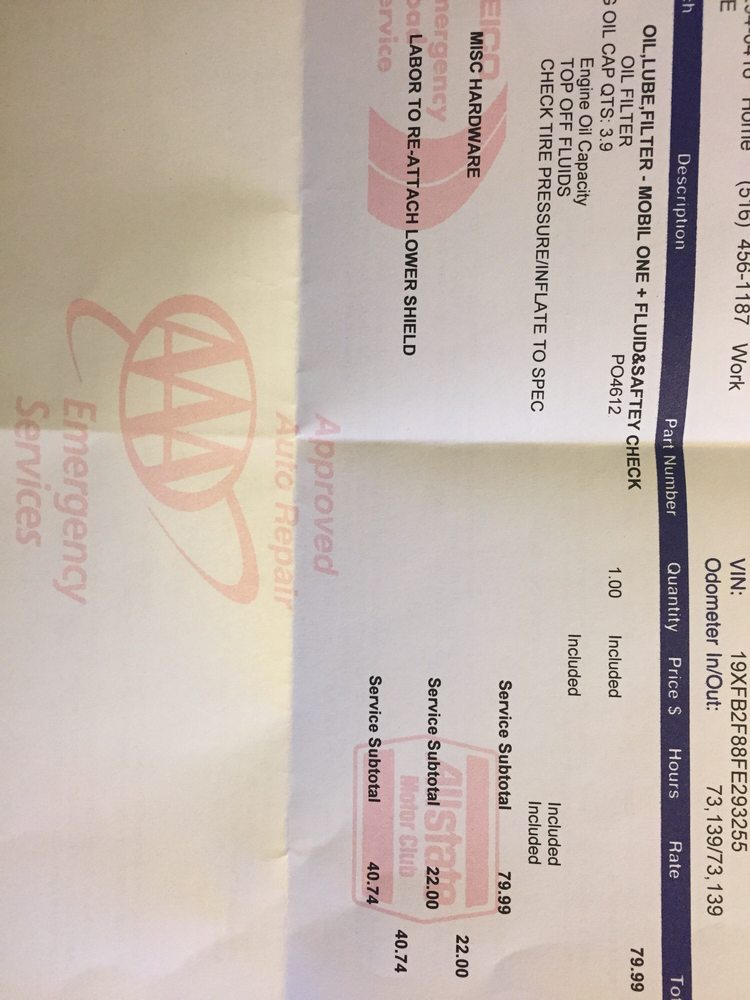 Home (516) 456-1187 Work
VIN: 19XFB2F88FE293255
Odometer In/Out: 73,139/73,139
Description Part Number Quantity Price $ Hours Rate
OIL,LUBE,FILTER - MOBIL ONE + FLUID&SAFTEY CHECK 79.99
OIL FILTER PO4612 1.00 Included
OIL CAP QTS: 3.9
Engine Oil Capacity Included
TOP OFF FLUIDS Included
CHECK TIRE PRESSURE/INFLATE TO SPEC Included
Service Subtotal 79.99
MISC HARDWARE 22.00
Service Subtotal 22.00
LABOR TO RE-ATTACH LOWER SHIELD 40.74
Service Subtotal 40.74
Allstate
Motor Club
Approved
Auto Repair
AAA
Emergency
Services